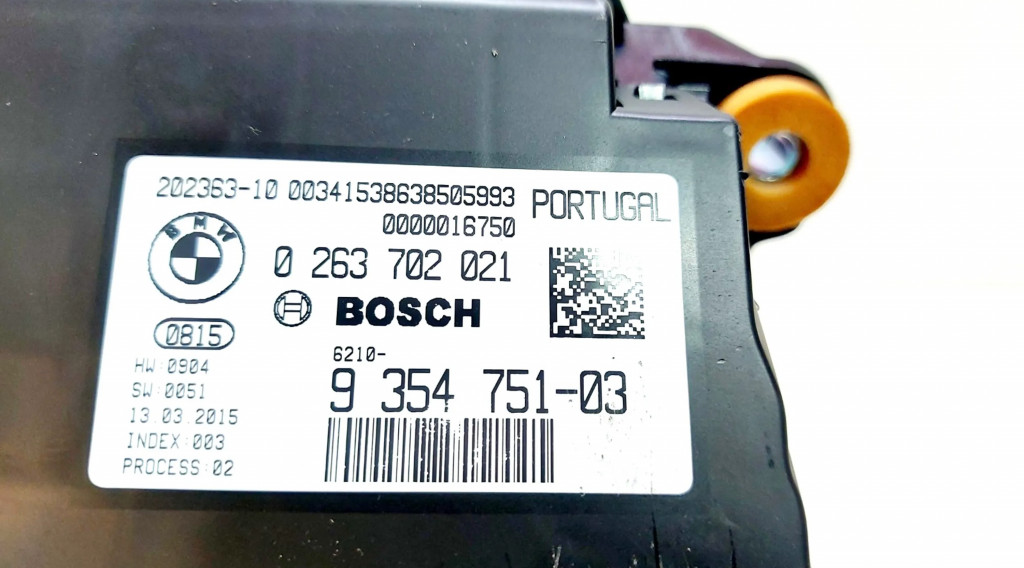 202363-10 00341538638505993
PORTUGAL
0000016750
BMW
0 263 702 021
BOSCH
0815
6210-
9 354 751-03
HW:0904
SW:0051
13.03.2015
INDEX:003
PROCESS:02